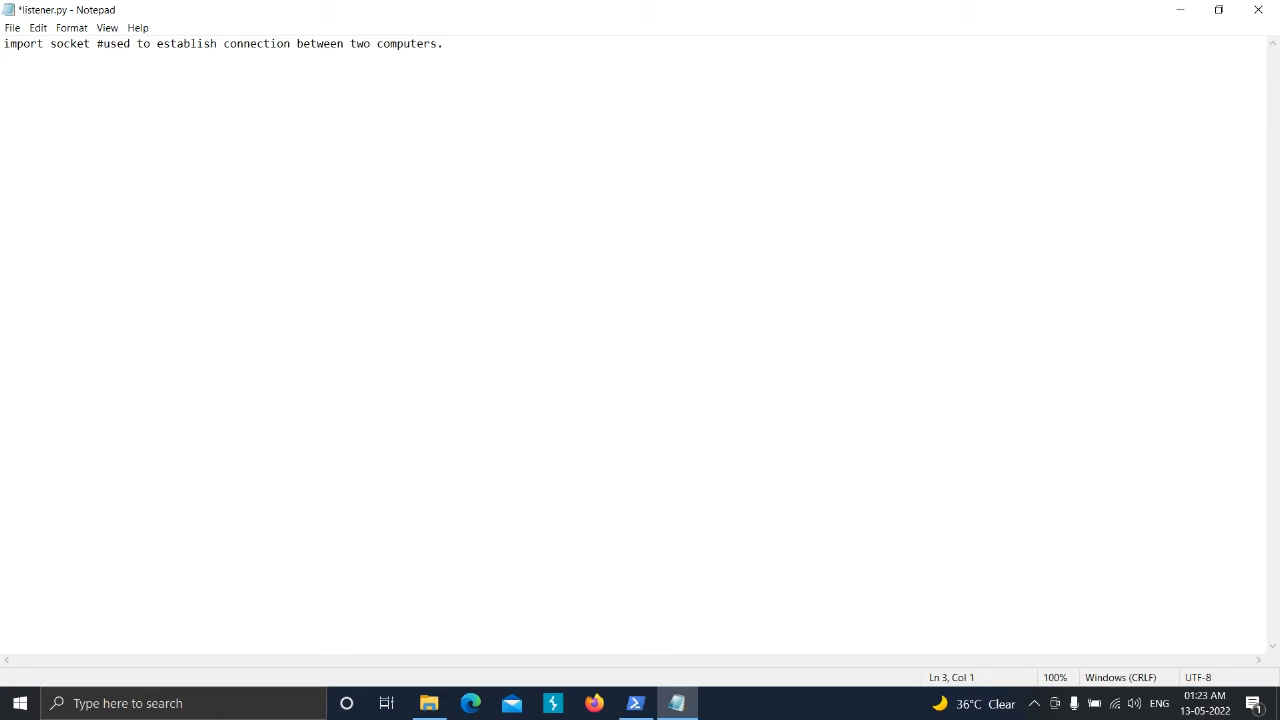 *listener.py - Notepad
File Edit Format View Help
import socket #used to establish connection between two computers.
Ln 3, Col 1 100% Windows (CRLF) UTF-8
Type here to search 36°C Clear ENG 01:23 AM
13-05-2022 1